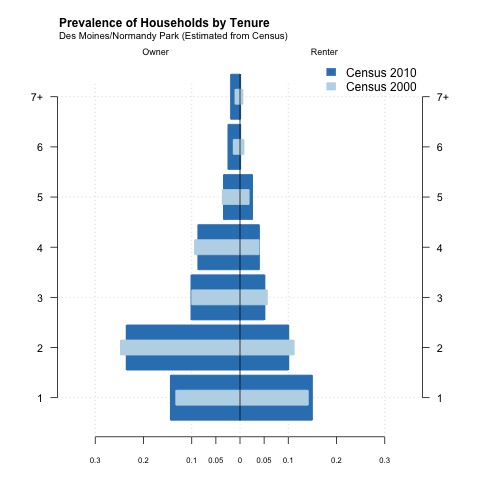 Prevalence of Households by Tenure
Des Moines/Normandy Park (Estimated from Census)
Owner Renter
Census 2010
Census 2000
7+ 7+
6 6
5 5
4 4
3 3
2 2
1 1
0.3 0.2 0.1 0.05 0 0.05 0.1 0.2 0.3